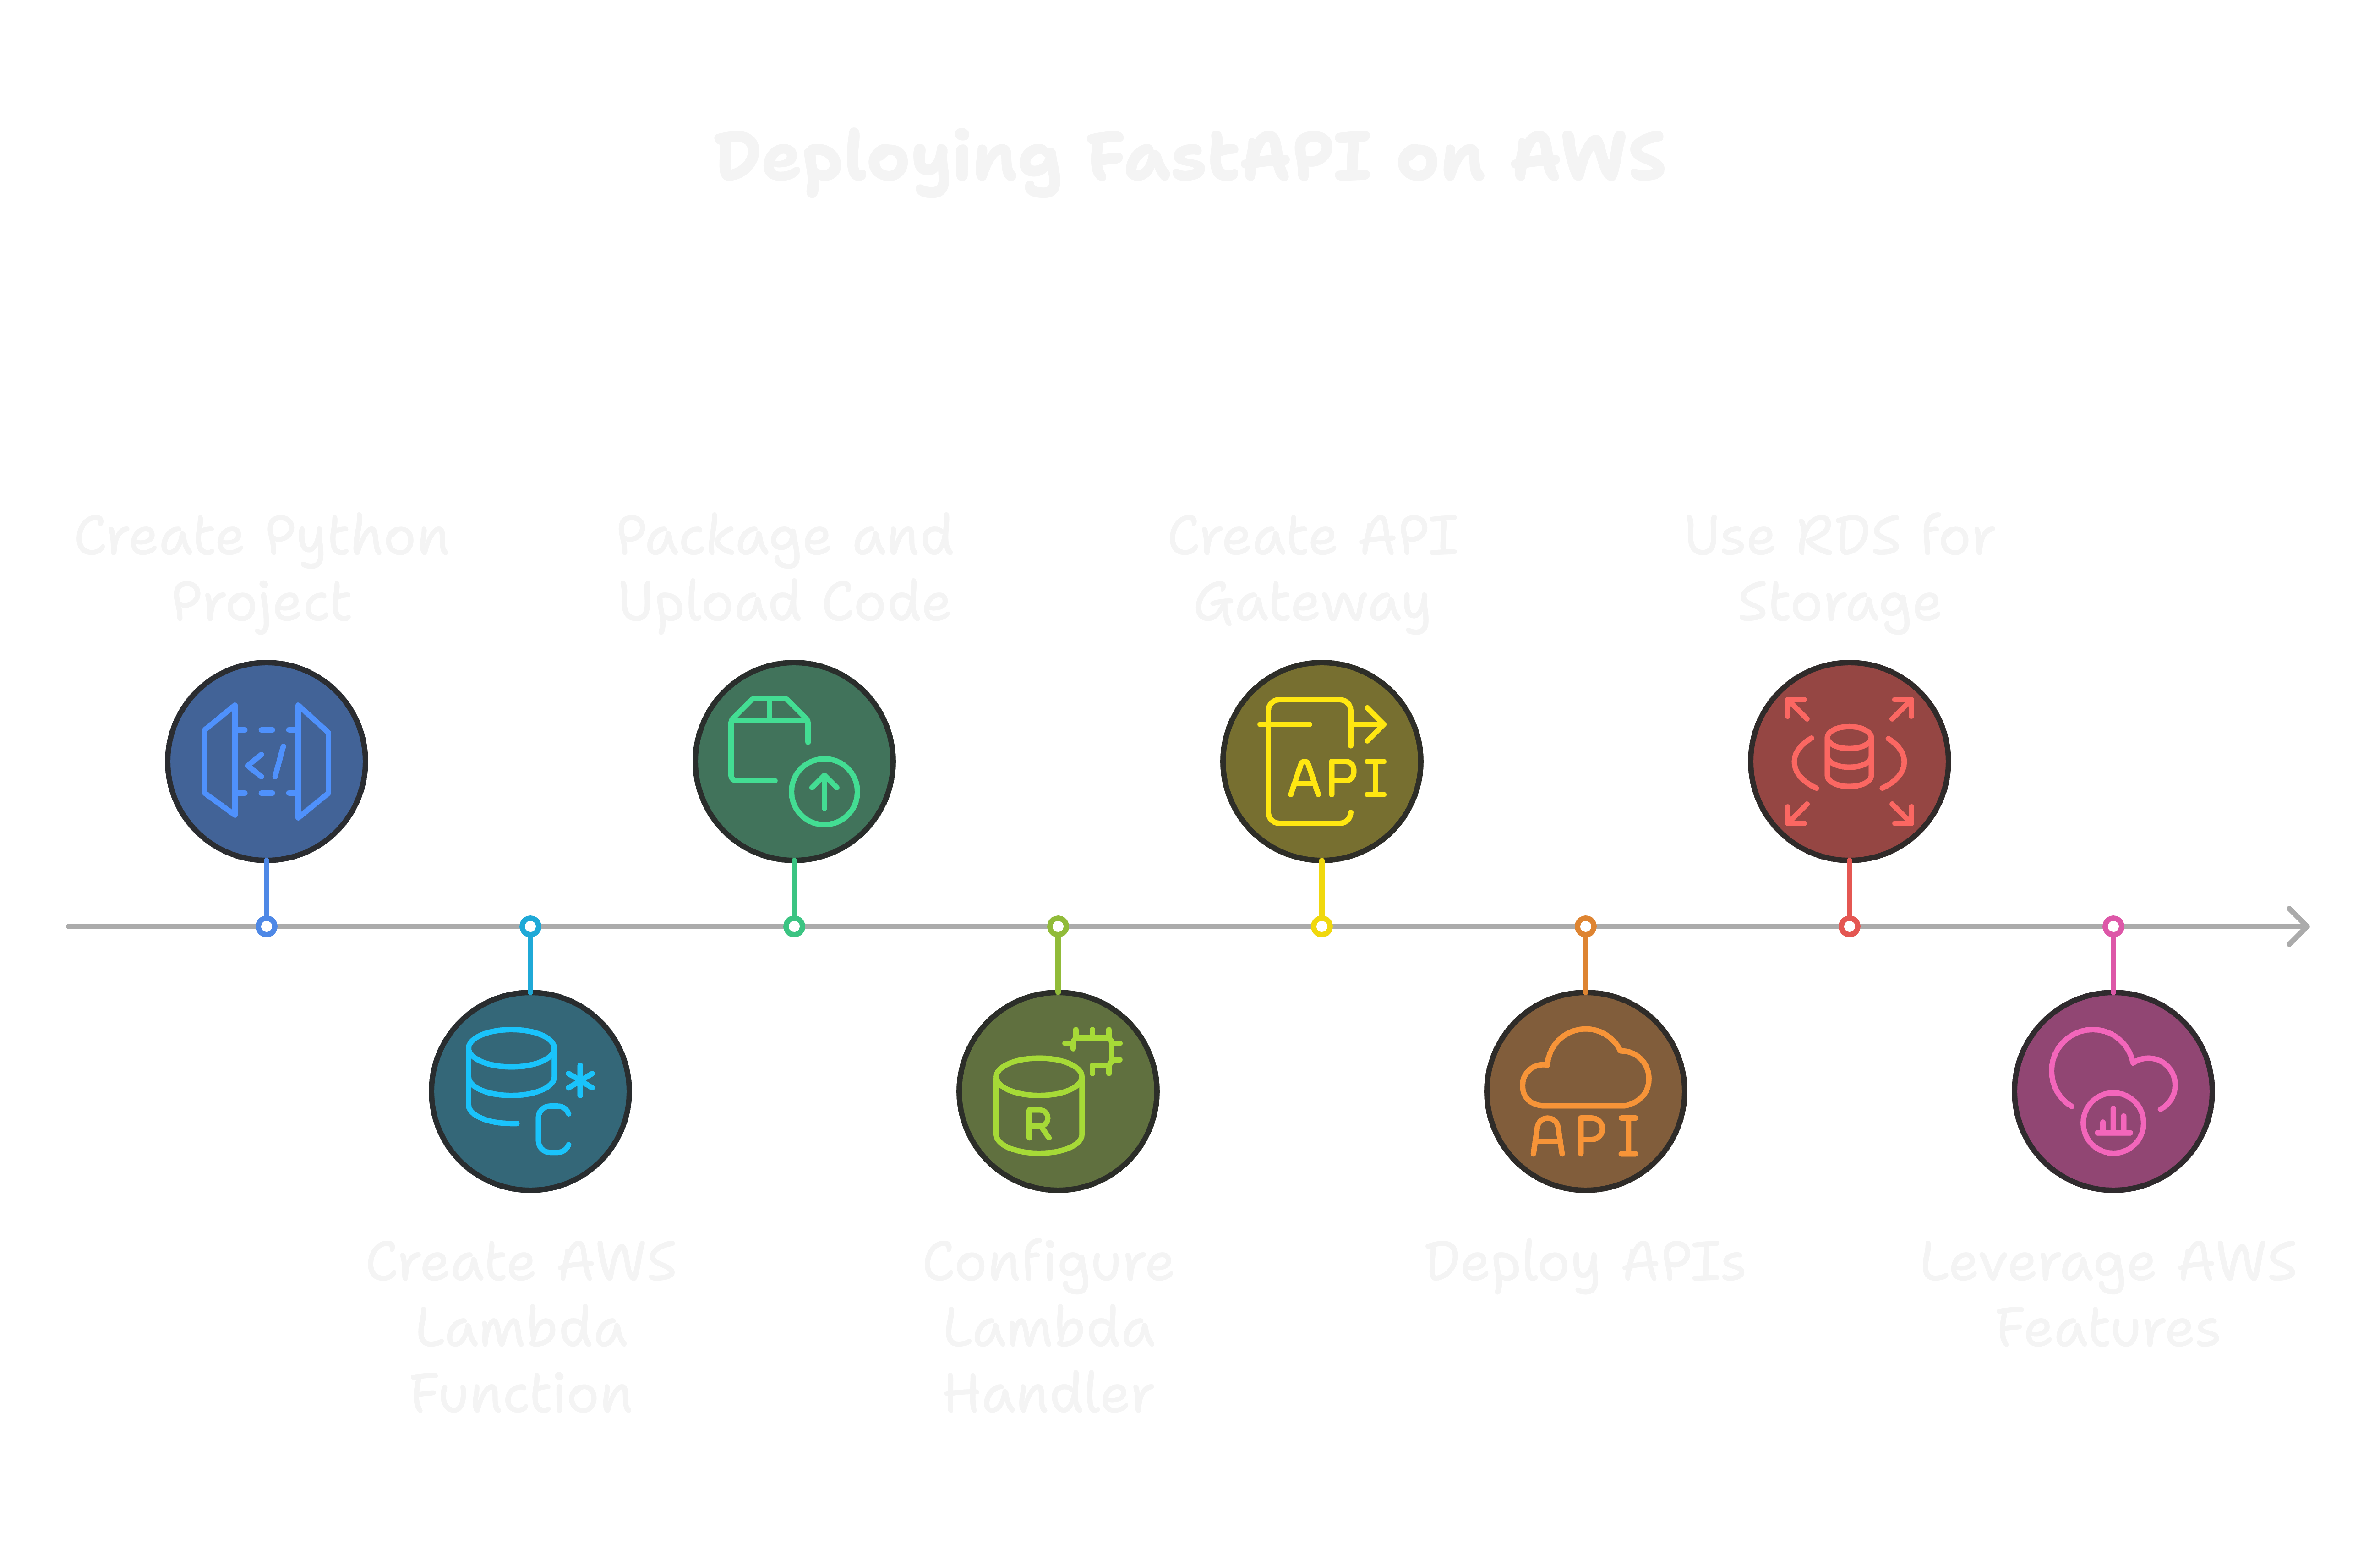 Deploying FastAPI on AWS
Create Python
Project
Package and
Upload Code
Create API
Gateway
Use RDS for
Storage
</>
API
C*
R
API
Create AWS
Lambda
Function
Configure
Lambda
Handler
Deploy APIs
Leverage AWS
Features